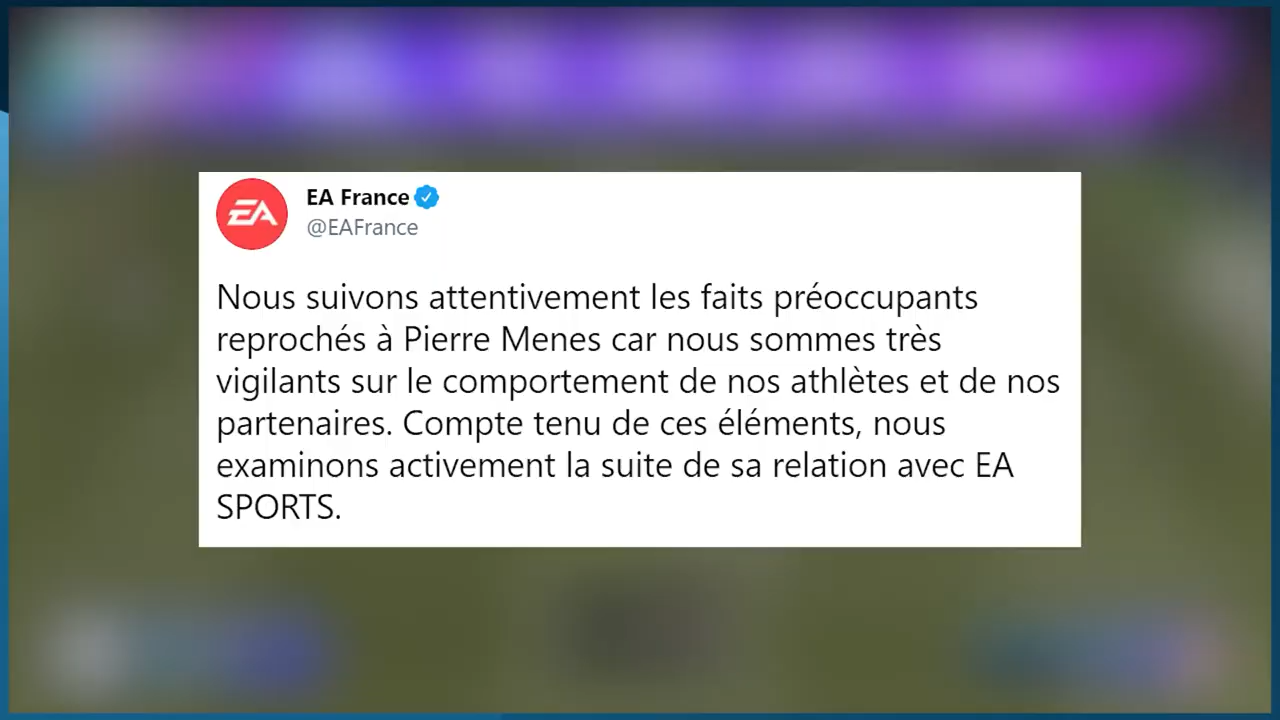 EA
EA France
@EAFrance
Nous suivons attentivement les faits préoccupants
reprochés à Pierre Menes car nous sommes très
vigilants sur le comportement de nos athlètes et de nos
partenaires. Compte tenu de ces éléments, nous
examinons activement la suite de sa relation avec EA
SPORTS.